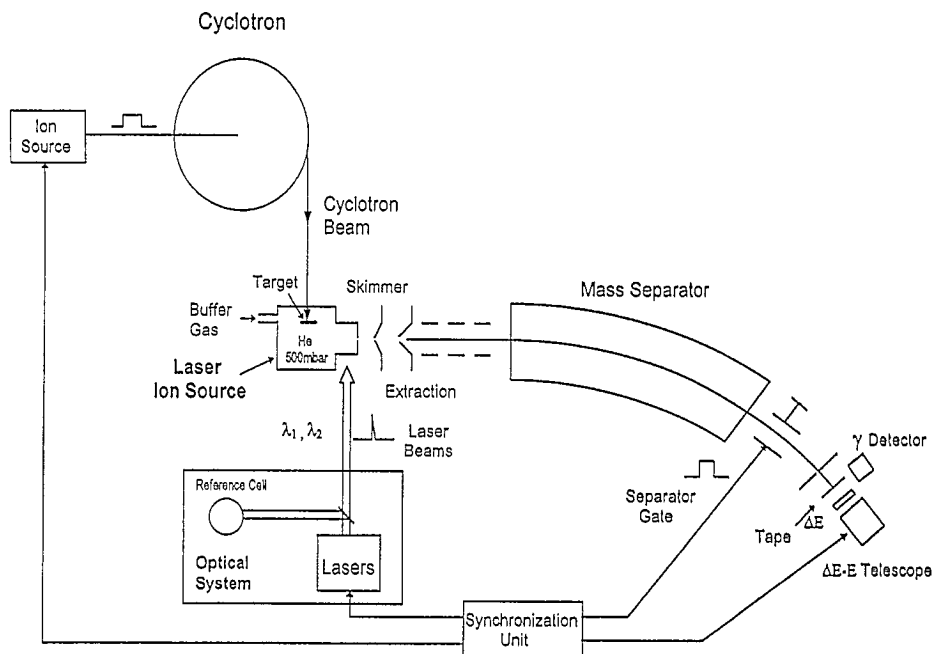 Cyclotron
Ion
Source
Cyclotron
Beam
Target
Skimmer
Mass Separator
Buffer
Gas
He
500mbar
Laser
Ion Source
Extraction
λ₁, λ₂
Laser
Beams
γ Detector
Reference Cell
Separator
Gate
Tape
ΔE
Optical
System
Lasers
ΔE-E Telescope
Synchronization
Unit